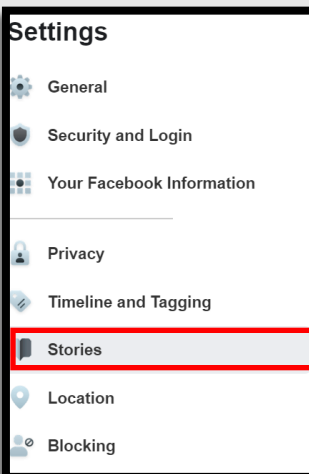 Settings
General
Security and Login
Your Facebook Information
Privacy
Timeline and Tagging
Stories
Location
Blocking